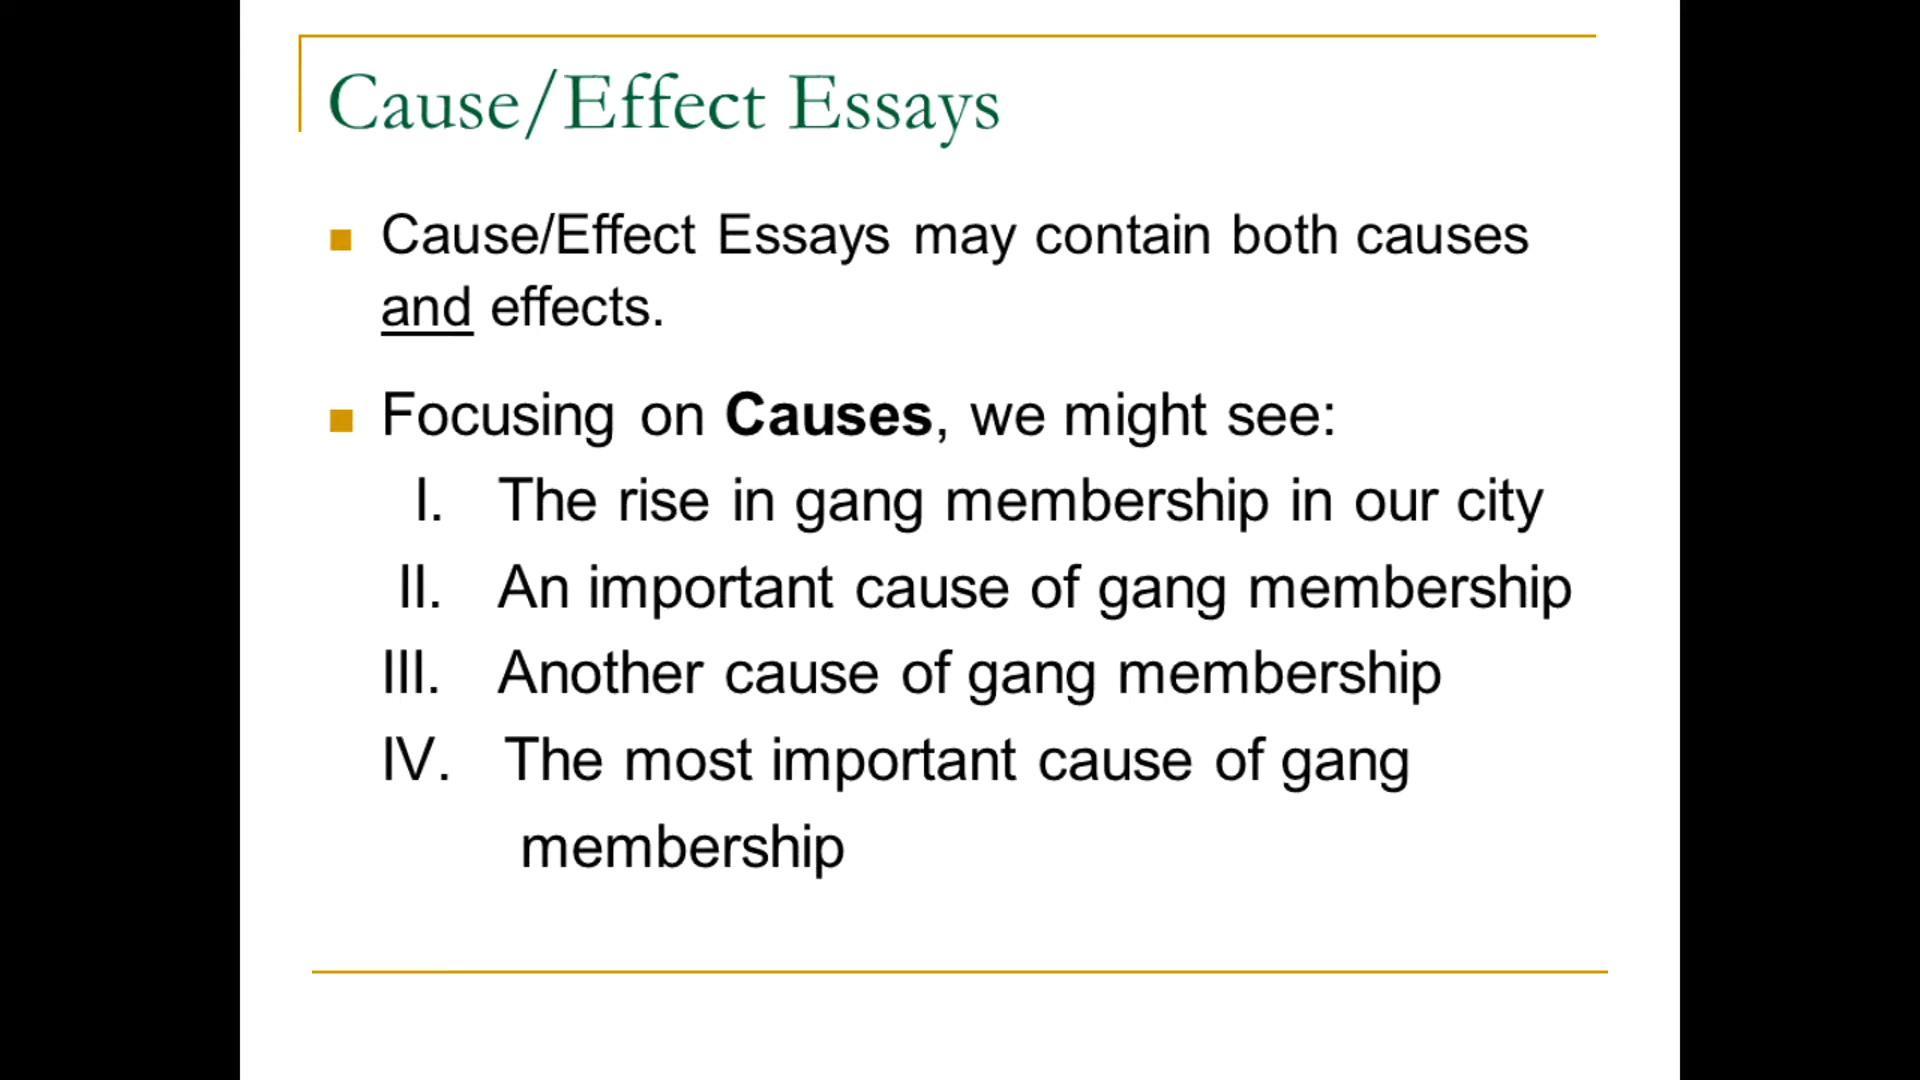 Cause/Effect Essays
Cause/Effect Essays may contain both causes
and effects.
Focusing on Causes, we might see:
I. The rise in gang membership in our city
II. An important cause of gang membership
III. Another cause of gang membership
IV. The most important cause of gang
membership